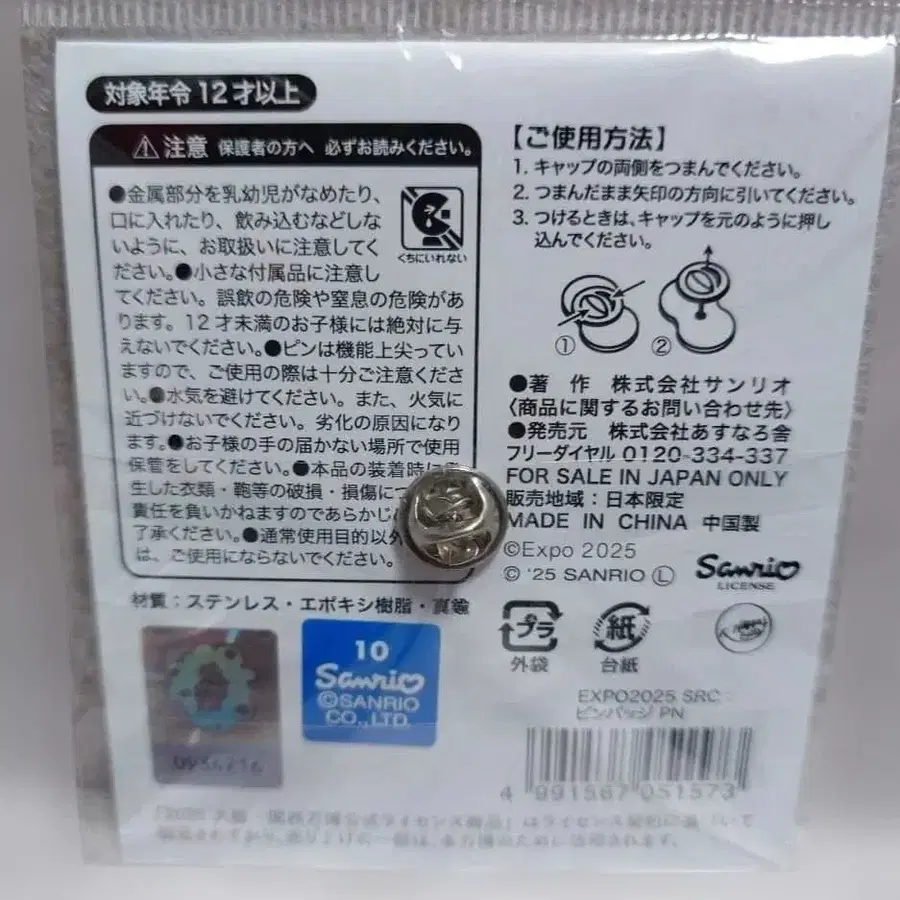 対象年令12才以上
⚠注意 保護者の方へ 必ずお読みください。
●金属部分を乳幼児がなめたり、
口に入れたり、飲み込むなどしな
いように、お取扱いに注意してく
ださい。●小さな付属品に注意し
てください。誤飲の危険や窒息の危険があ
ります。12才未満のお子様には絶対に与
えないでください。●ピンは機能上尖ってい
ますので、ご使用の際は十分ご注意くださ
い。●水気を避けてください。また、火気に
近づけないでください。劣化の原因になり
ます。●お子様の手の届かない場所で使用
保管をしてください。●本品の装着時に
生した衣類・鞄等の破損・損傷に
責任を負いかねますのであらかじめ
了承ください。●通常使用目的以外
は、ご使用にならないでください。
くちにいれない
材質:ステンレス・エポキシ樹脂・真鍮
【ご使用方法】
1. キャップの両側をつまんでください。
2. つまんだまま矢印の方向に引いてください。
3. つけるときは、キャップを元のように押し
込んでください。
① ②
●著 作 株式会社サンリオ
〈商品に関するお問い合わせ先〉
●発売元 株式会社あすなろ舎
フリーダイヤル 0120-334-337
FOR SALE IN JAPAN ONLY
販売地域:日本限定
MADE IN CHINA 中国製
©Expo 2025
© '25 SANRIO Ⓛ
Sanrio
LICENSE
プラ
外袋
紙
台紙
10
Sanrio
©SANRIO
CO.,LTD.
EXPO2025 SRC
ピンバッジ PN
4 991567 051573